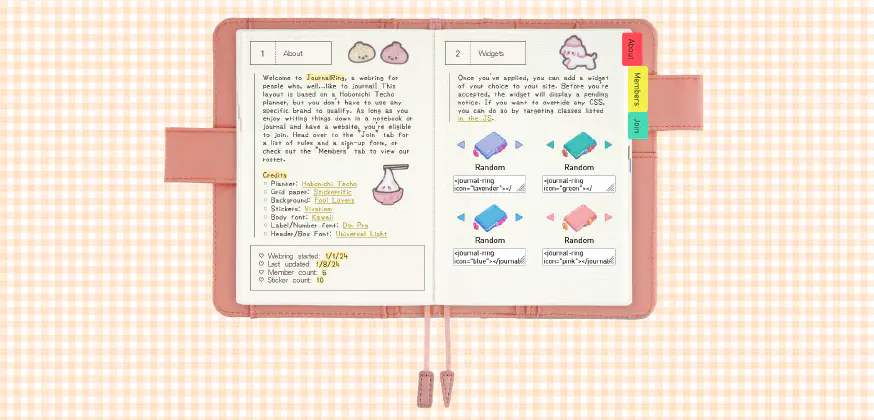 1
About
Welcome to JournalRing, a webring for
people who, well...like to journal! This
layout is based on a Hobonichi Techo
planner, but you don't have to use any
specific brand to qualify. As long as you
enjoy writing things down in a notebook or
journal and have a website, you're eligible
to join. Head over to the "Join" tab for
a list of rules and a sign-up form, or
check out the "Members" tab to view our
roster.
Credits
Planner: Hobonichi Techo
Grid paper: Stickerrific
Background: Fool Lovers
Stickers: Vivarism
Body font: Kawaii
Label/Number font: Din Pro
Header/Box Font: Universal Light
Webring started: 1/1/24
Last updated: 1/8/24
Member count: 6
Sticker count: 10
2
Widgets
Once you've applied, you can add a widget
of your choice to your site. Before you're
accepted, the widget will display a pending
notice. If you want to override any CSS,
you can do so by targeting classes listed
in the JS.
Random
Random
<journal-ring
icon="lavender"></
<journal-ring
icon="green"></
Random
Random
<journal-ring
icon="blue"></journal
<journal-ring
icon="pink"></journal
About
Members
Join